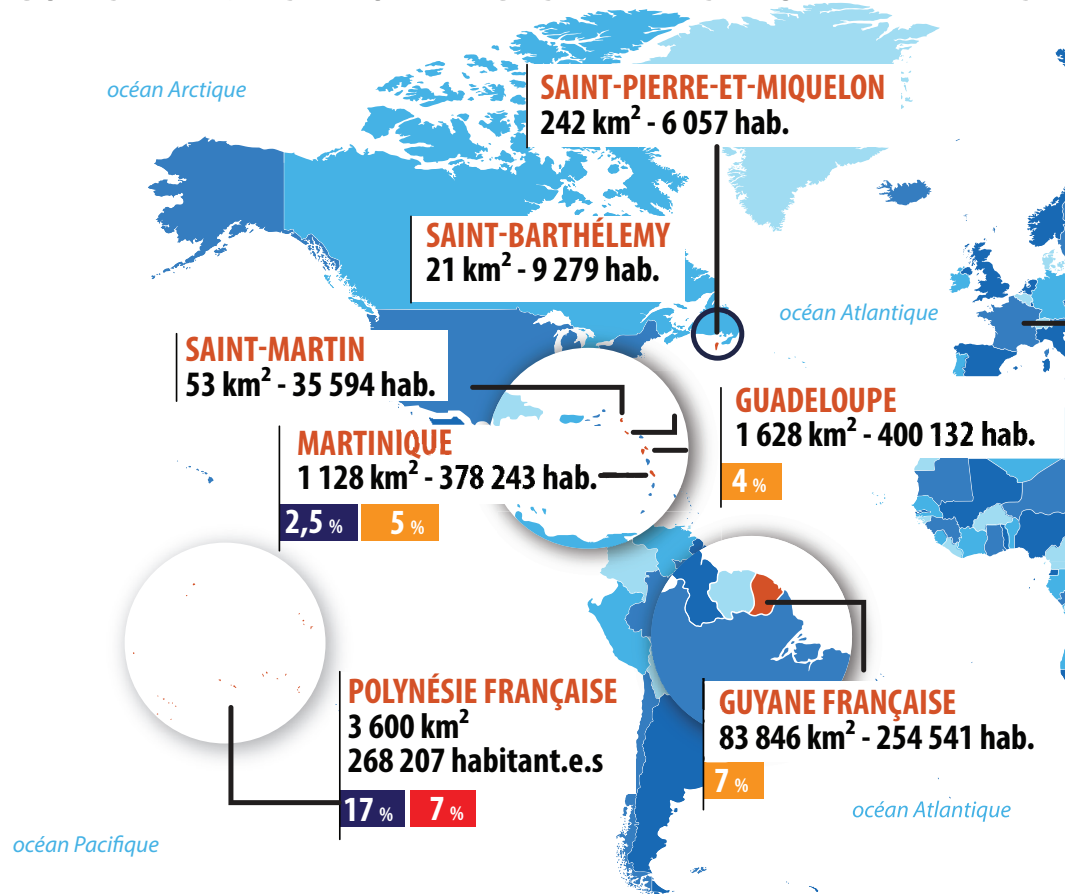 océan Arctique
SAINT-PIERRE-ET-MIQUELON
242 km² - 6 057 hab.
SAINT-BARTHÉLEMY
21 km² - 9 279 hab.
océan Atlantique
SAINT-MARTIN
53 km² - 35 594 hab.
GUADELOUPE
1 628 km² - 400 132 hab.
4 %
MARTINIQUE
1 128 km² - 378 243 hab.
2,5 % 5 %
POLYNÉSIE FRANÇAISE
3 600 km²
268 207 habitant.e.s
17 % 7 %
GUYANE FRANÇAISE
83 846 km² - 254 541 hab.
7 %
océan Atlantique
océan Pacifique